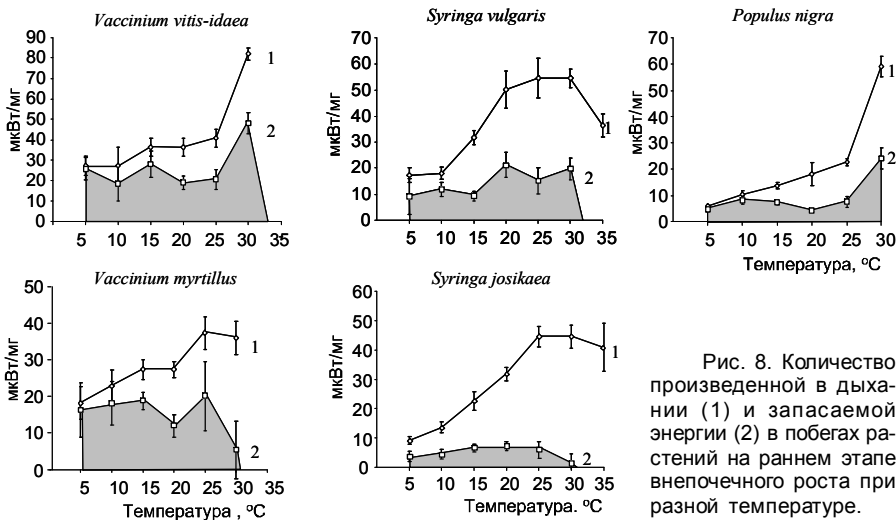 Vaccinium vitis-idaea
мкВт/мг
90
80
70
60
50
40
30
20
10
0
1
2
5 10 15 20 25 30 35
Syringa vulgaris
мкВт/мг
70
60
50
40
30
20
10
0
1
2
5 10 15 20 25 30 35
Populus nigra
мкВт/мг
70
60
50
40
30
20
10
0
1
2
5 10 15 20 25 30
Температура, °С
Vaccinium myrtillus
мкВт/мг
50
40
30
20
10
0
1
2
5 10 15 20 25 30 35
Температура , °С
Syringa josikaea
мкВт/мг
60
50
40
30
20
10
0
1
2
5 10 15 20 25 30 35
Температура. °С
Рис. 8. Количество
произведенной в дыха-
нии (1) и запасаемой
энергии (2) в побегах ра-
стений на раннем этапе
внепочечного роста при
разной температуре.